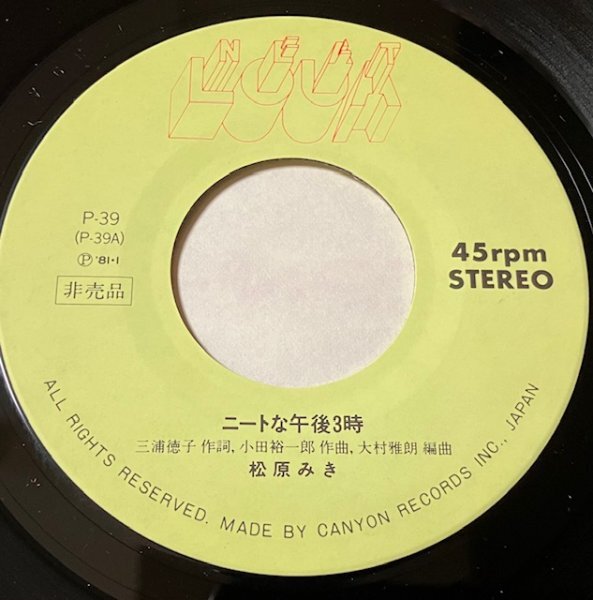 NEAT
LOOK
P-39
(P-39A)
Ⓟ '81・1
非売品
45rpm
STEREO
ニートな午後3時
三浦徳子 作詞, 小田裕一郎 作曲, 大村雅朗 編曲
松原みき
ALL RIGHTS RESERVED. MADE BY CANYON RECORDS INC., JAPAN